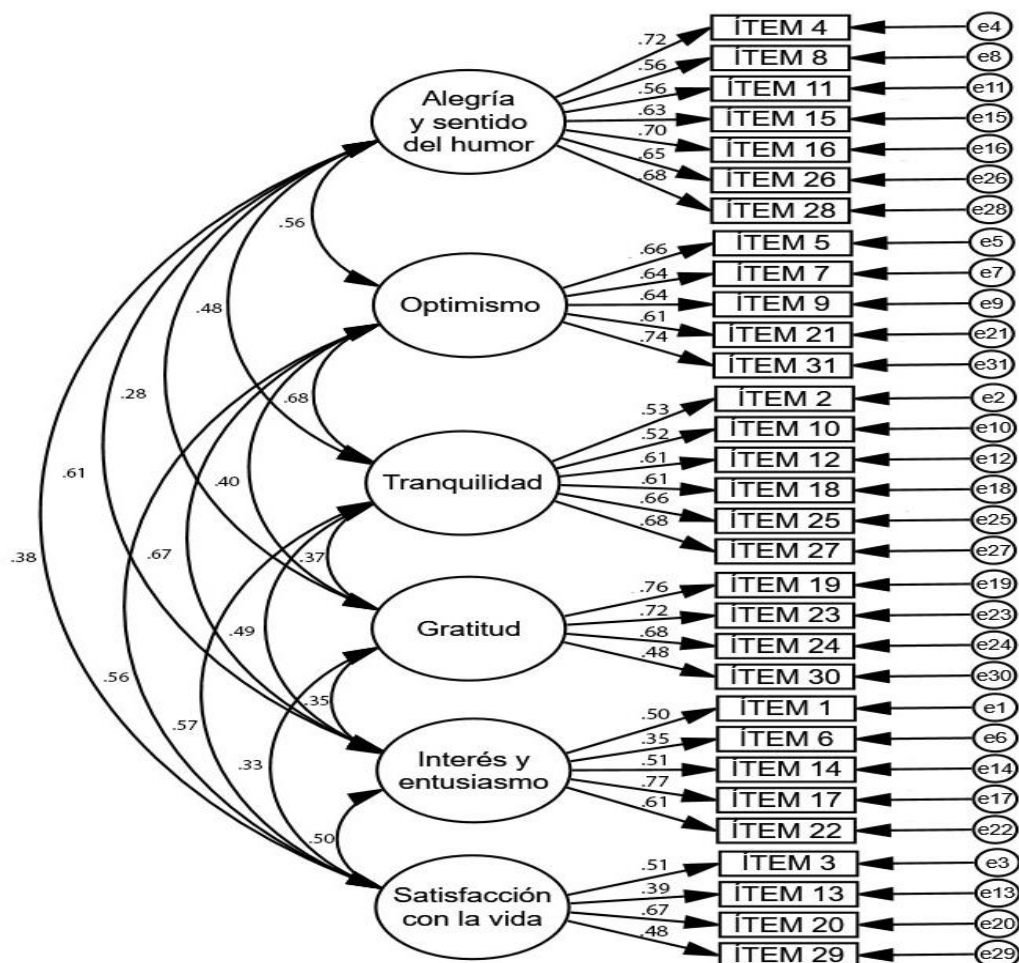 .72
ÍTEM 4
e4
.56
ÍTEM 8
e8
.56
ÍTEM 11
e11
.63
ÍTEM 15
e15
.70
ÍTEM 16
e16
.65
ÍTEM 26
e26
.68
ÍTEM 28
e28
Alegría
y sentido
del humor
.56
.66
ÍTEM 5
e5
.64
ÍTEM 7
e7
.64
ÍTEM 9
e9
.61
ÍTEM 21
e21
.74
ÍTEM 31
e31
Optimismo
.48
.28
.68
.53
ÍTEM 2
e2
.52
ÍTEM 10
e10
.61
ÍTEM 12
e12
.61
ÍTEM 18
e18
.66
ÍTEM 25
e25
.68
ÍTEM 27
e27
Tranquilidad
.61
.40
.38
.67
.37
.76
ÍTEM 19
e19
.72
ÍTEM 23
e23
.68
ÍTEM 24
e24
.48
ÍTEM 30
e30
Gratitud
.49
.56
.57
.35
.50
ÍTEM 1
e1
.35
ÍTEM 6
e6
.51
ÍTEM 14
e14
.77
ÍTEM 17
e17
.61
ÍTEM 22
e22
Interés y
entusiasmo
.33
.50
.51
ÍTEM 3
e3
.39
ÍTEM 13
e13
.67
ÍTEM 20
e20
.48
ÍTEM 29
e29
Satisfacción
con la vida